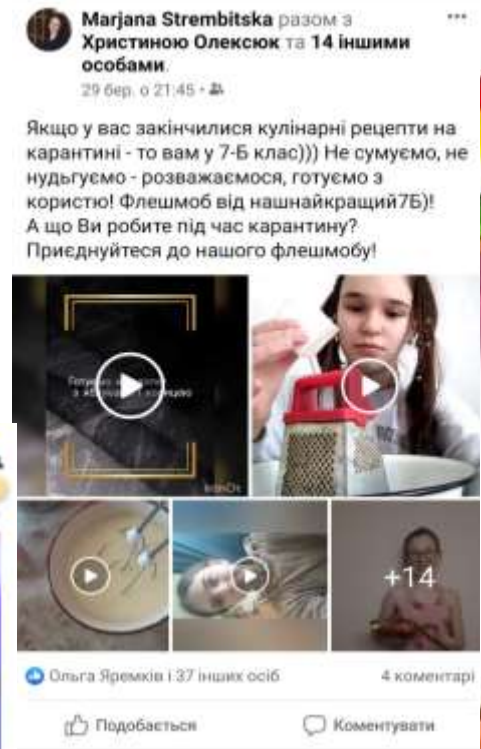 Marjana Strembitska разом з
Христиною Олексюк та 14 іншими
особами.
29 бер. о 21:45
Якщо у вас закінчилися кулінарні рецепти на
карантині - то вам у 7-Б клас))) Не сумуємо, не
нудьгуємо - розважаємося, готуємо з
користю! Флешмоб від нашнайкращий7Б)!
А що Ви робите під час карантину?
Приєднуйтеся до нашого флешмобу!
+14
Ольга Яремків і 37 інших осіб
4 коментарі
Подобається
Коментувати